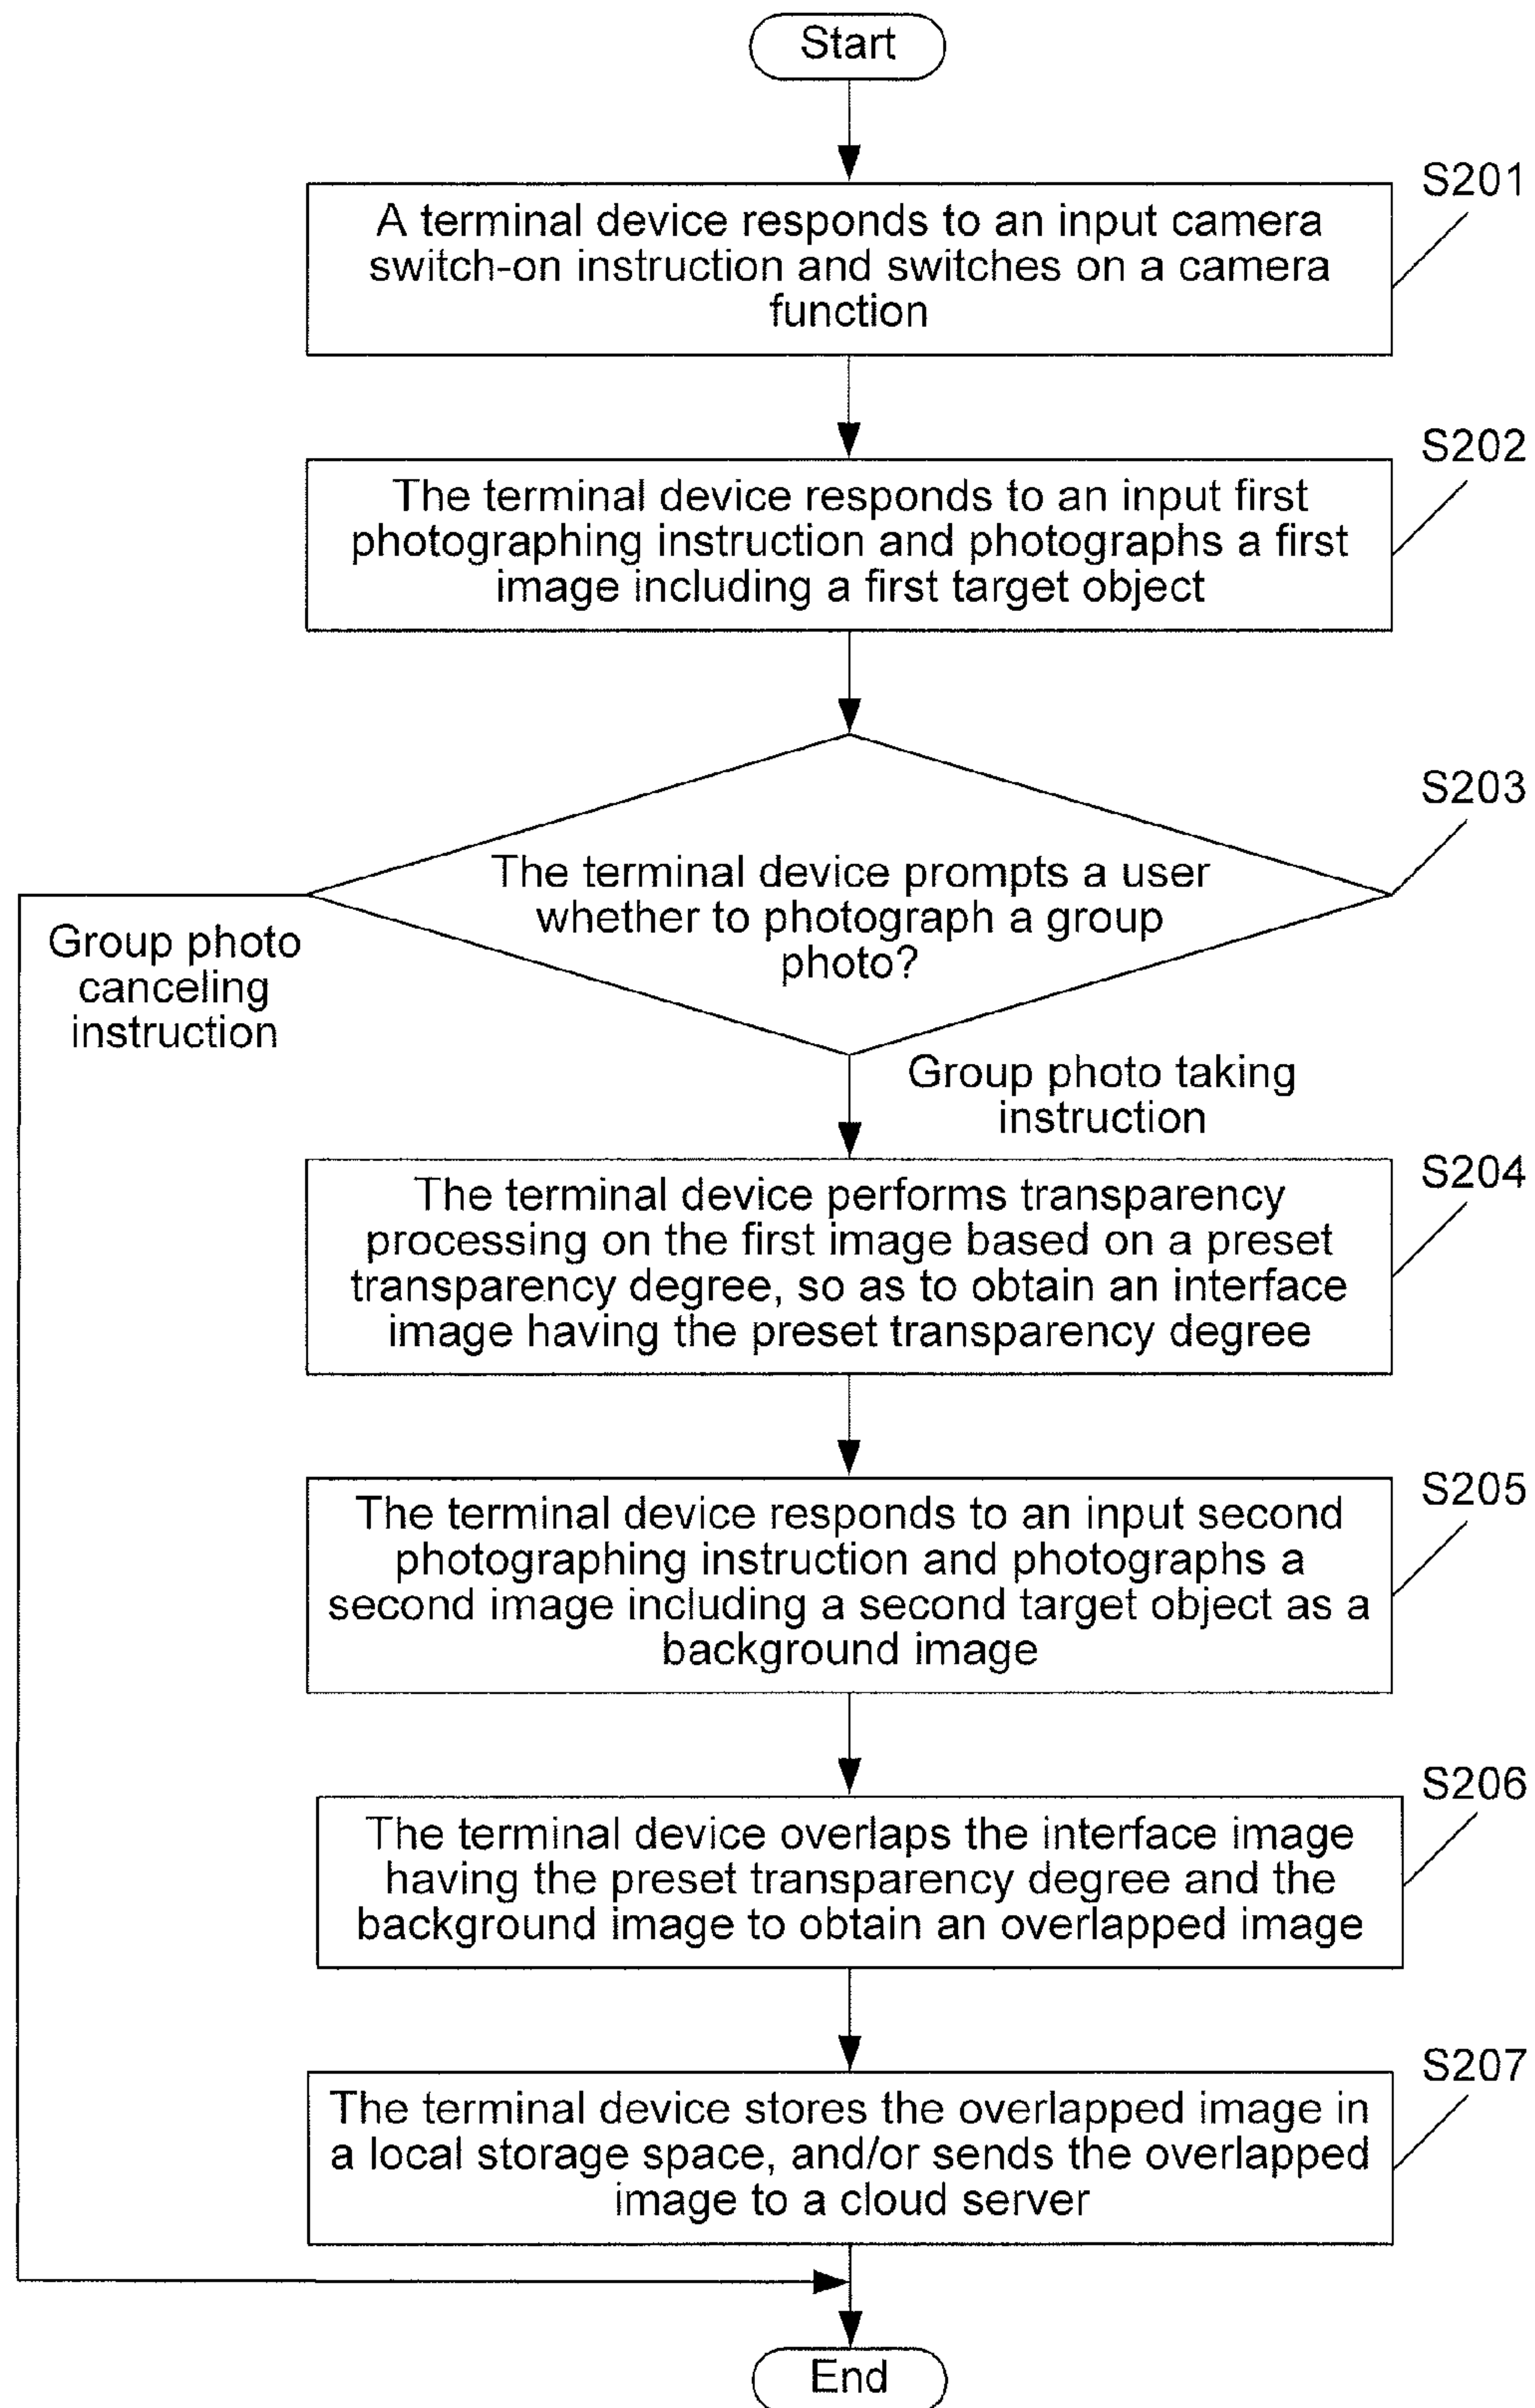 Start
S201
A terminal device responds to an input camera
switch-on instruction and switches on a camera
function
S202
The terminal device responds to an input first
photographing instruction and photographs a first
image including a first target object
S203
The terminal device prompts a user
whether to photograph a group
photo?
Group photo
canceling
instruction
Group photo taking
instruction
S204
The terminal device performs transparency
processing on the first image based on a preset
transparency degree, so as to obtain an interface
image having the preset transparency degree
S205
The terminal device responds to an input second
photographing instruction and photographs a
second image including a second target object as a
background image
S206
The terminal device overlaps the interface image
having the preset transparency degree and the
background image to obtain an overlapped image
S207
The terminal device stores the overlapped image in
a local storage space, and/or sends the overlapped
image to a cloud server
End